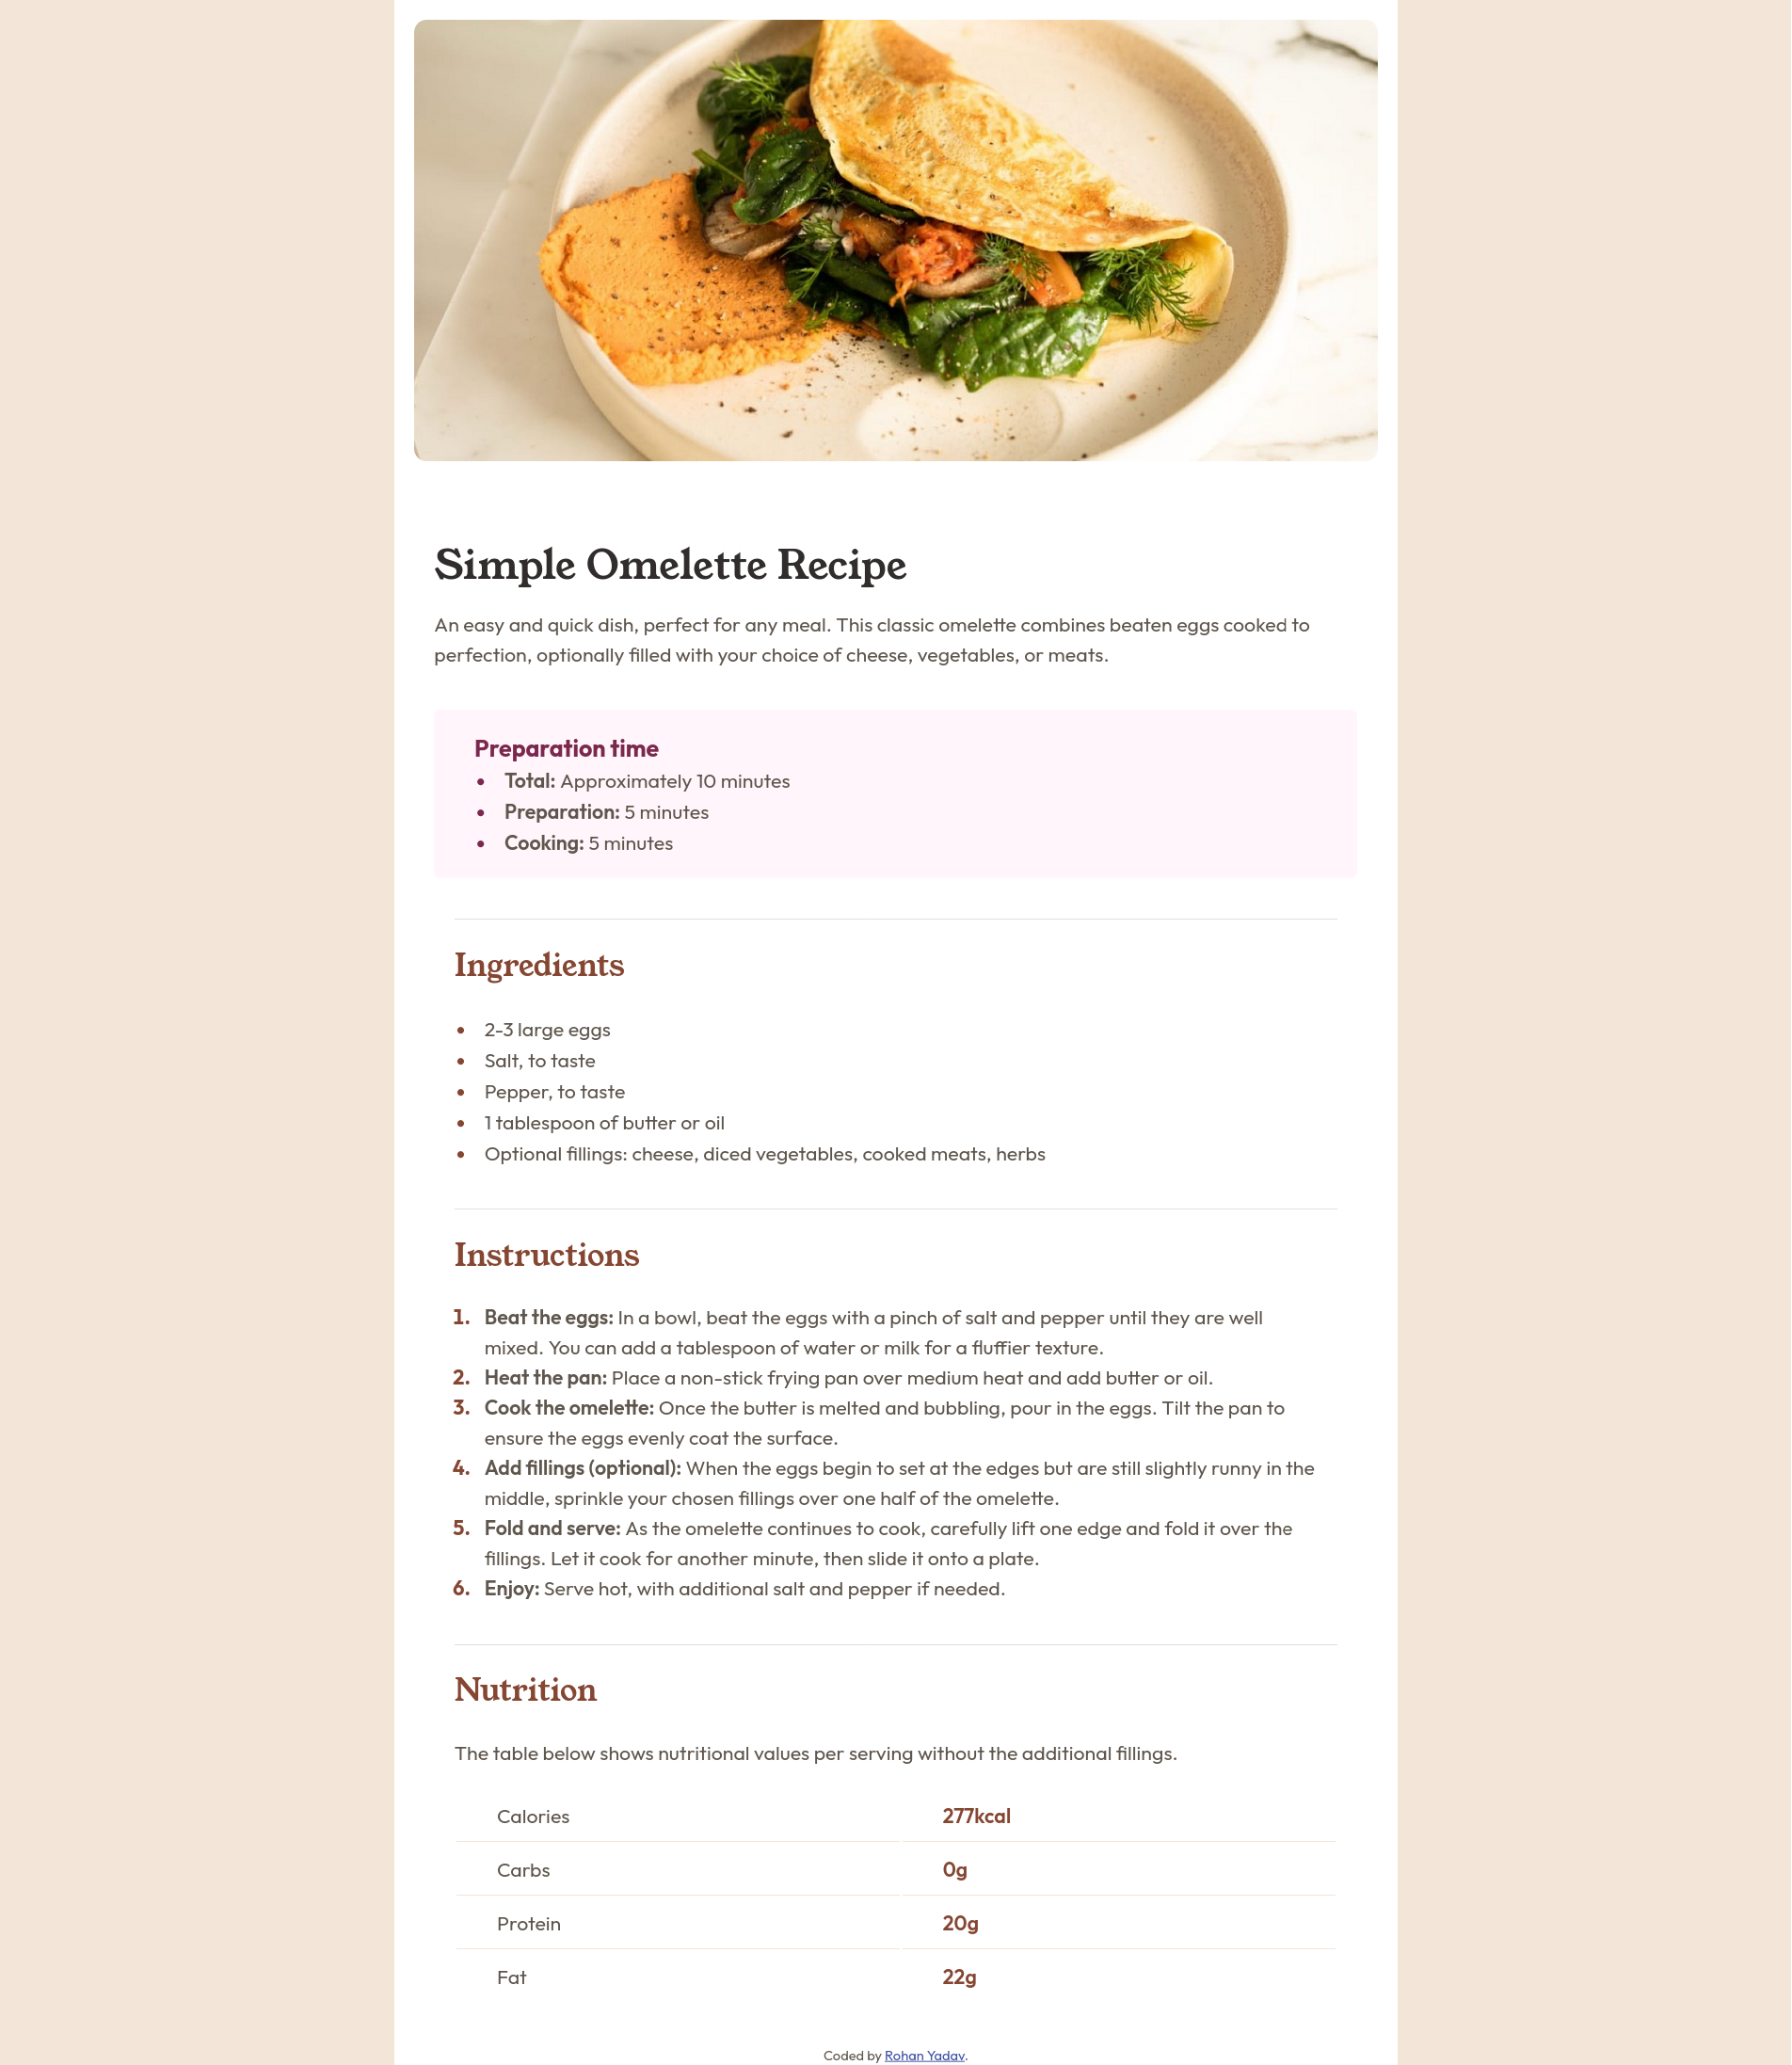 Simple Omelette Recipe
An easy and quick dish, perfect for any meal. This classic omelette combines beaten eggs cooked to
perfection, optionally filled with your choice of cheese, vegetables, or meats.
Preparation time
• Total: Approximately 10 minutes
• Preparation: 5 minutes
• Cooking: 5 minutes
Ingredients
• 2-3 large eggs
• Salt, to taste
• Pepper, to taste
• 1 tablespoon of butter or oil
• Optional fillings: cheese, diced vegetables, cooked meats, herbs
Instructions
1. Beat the eggs: In a bowl, beat the eggs with a pinch of salt and pepper until they are well
mixed. You can add a tablespoon of water or milk for a fluffier texture.
2. Heat the pan: Place a non-stick frying pan over medium heat and add butter or oil.
3. Cook the omelette: Once the butter is melted and bubbling, pour in the eggs. Tilt the pan to
ensure the eggs evenly coat the surface.
4. Add fillings (optional): When the eggs begin to set at the edges but are still slightly runny in the
middle, sprinkle your chosen fillings over one half of the omelette.
5. Fold and serve: As the omelette continues to cook, carefully lift one edge and fold it over the
fillings. Let it cook for another minute, then slide it onto a plate.
6. Enjoy: Serve hot, with additional salt and pepper if needed.
Nutrition
The table below shows nutritional values per serving without the additional fillings.
Calories 277kcal
Carbs 0g
Protein 20g
Fat 22g
Coded by Rohan Yadav.